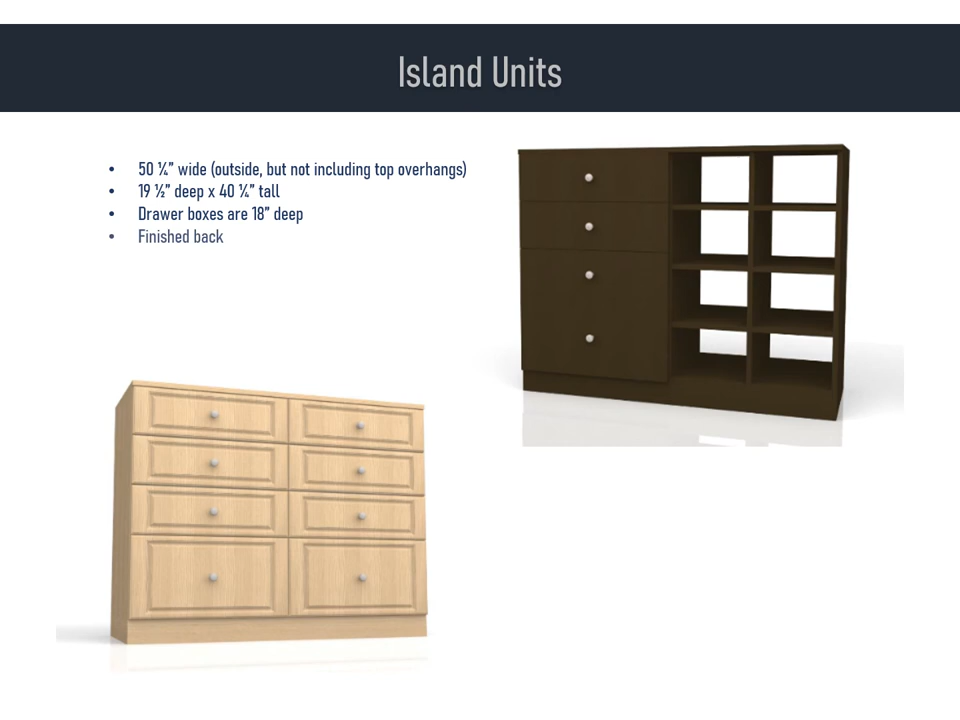 Island Units
• 50 ¼” wide (outside, but not including top overhangs)
• 19 ½” deep x 40 ¼” tall
• Drawer boxes are 18” deep
• Finished back